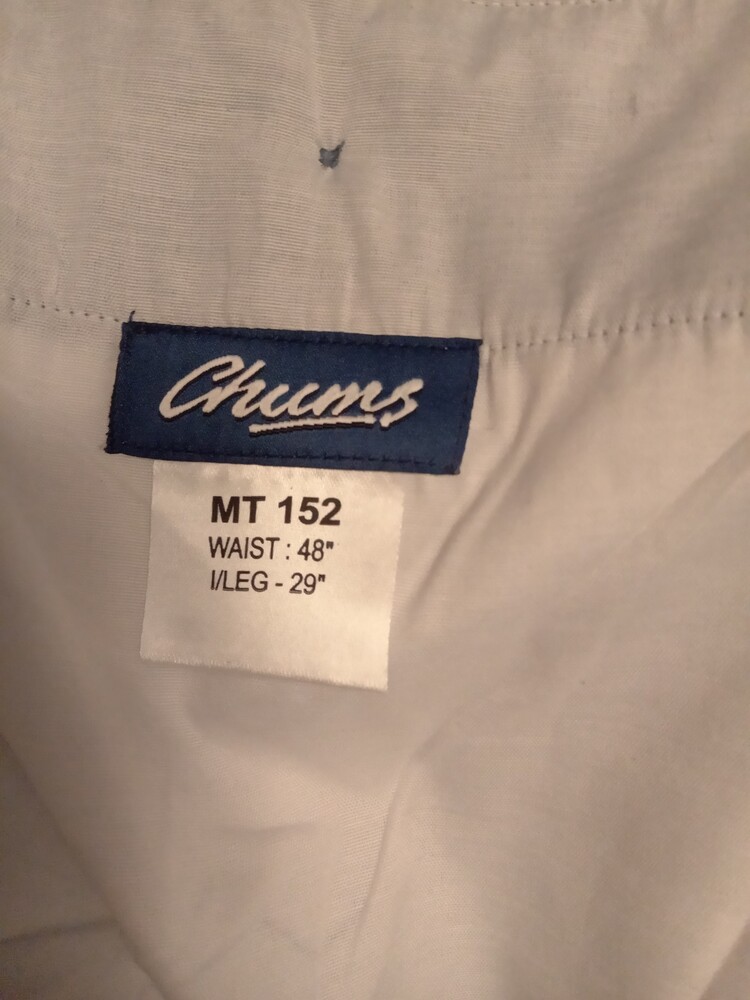 Chums
MT 152
WAIST : 48"
I/LEG - 29"